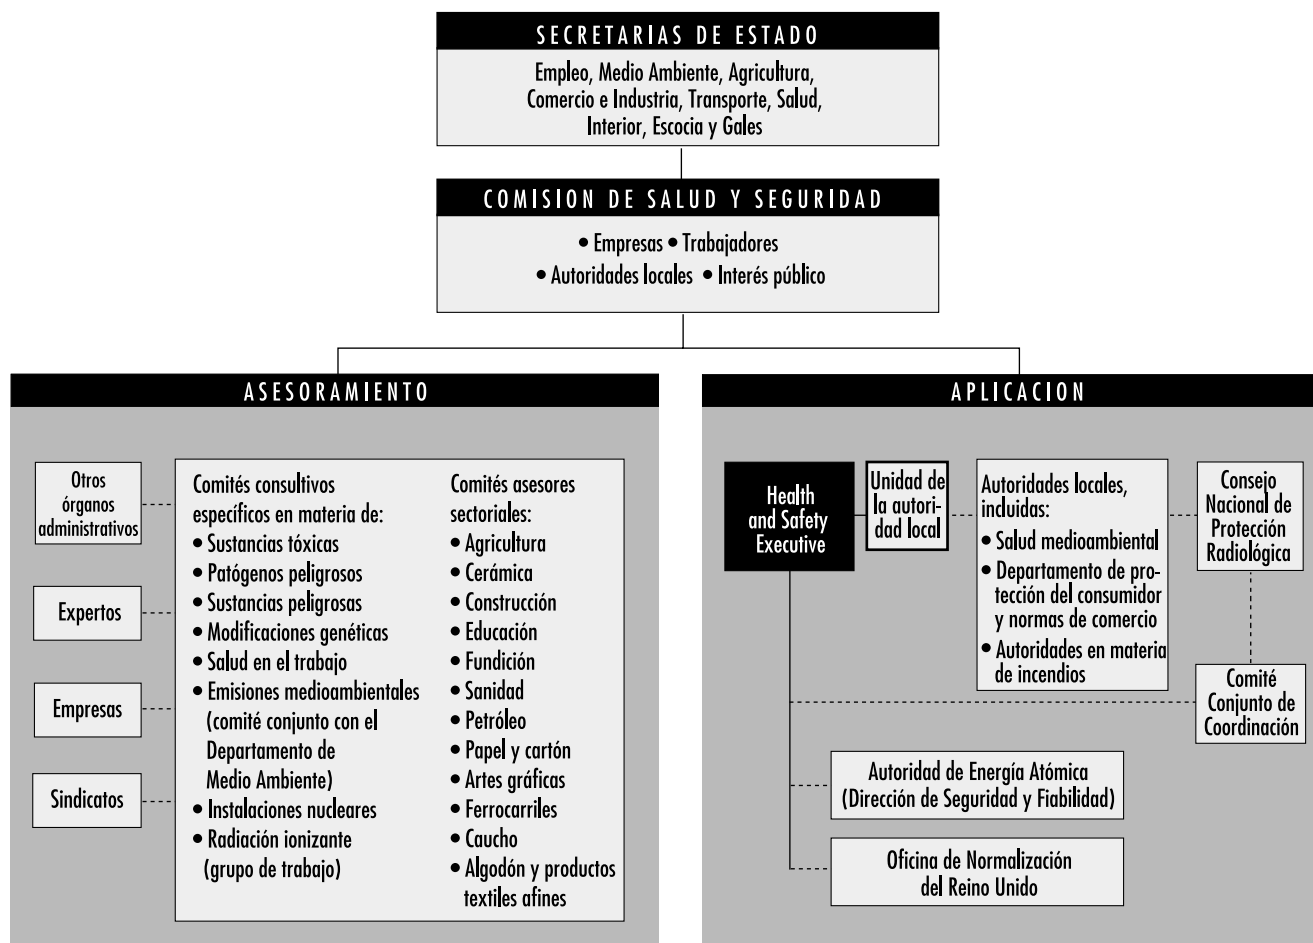 SECRETARIAS DE ESTADO
Empleo, Medio Ambiente, Agricultura,
Comercio e Industria, Transporte, Salud,
Interior, Escocia y Gales
COMISION DE SALUD Y SEGURIDAD
• Empresas • Trabajadores
• Autoridades locales • Interés público
ASESORAMIENTO
Otros
órganos
administrativos
Expertos
Empresas
Sindicatos
Comités consultivos
específicos en materia de:
• Sustancias tóxicas
• Patógenos peligrosos
• Sustancias peligrosas
• Modificaciones genéticas
• Salud en el trabajo
• Emisiones medioambientales
(comité conjunto con el
Departamento de
Medio Ambiente)
• Instalaciones nucleares
• Radiación ionizante
(grupo de trabajo)
Comités asesores
sectoriales:
• Agricultura
• Cerámica
• Construcción
• Educación
• Fundición
• Sanidad
• Petróleo
• Papel y cartón
• Artes gráficas
• Ferrocarriles
• Caucho
• Algodón y productos
textiles afines
APLICACION
Health
and Safety
Executive
Unidad de
la autori-
dad local
Autoridades locales,
incluidas:
• Salud medioambiental
• Departamento de pro-
tección del consumidor
y normas de comercio
• Autoridades en materia
de incendios
Consejo
Nacional de
Protección
Radiológica
Comité
Conjunto de
Coordinación
Autoridad de Energía Atómica
(Dirección de Seguridad y Fiabilidad)
Oficina de Normalización
del Reino Unido